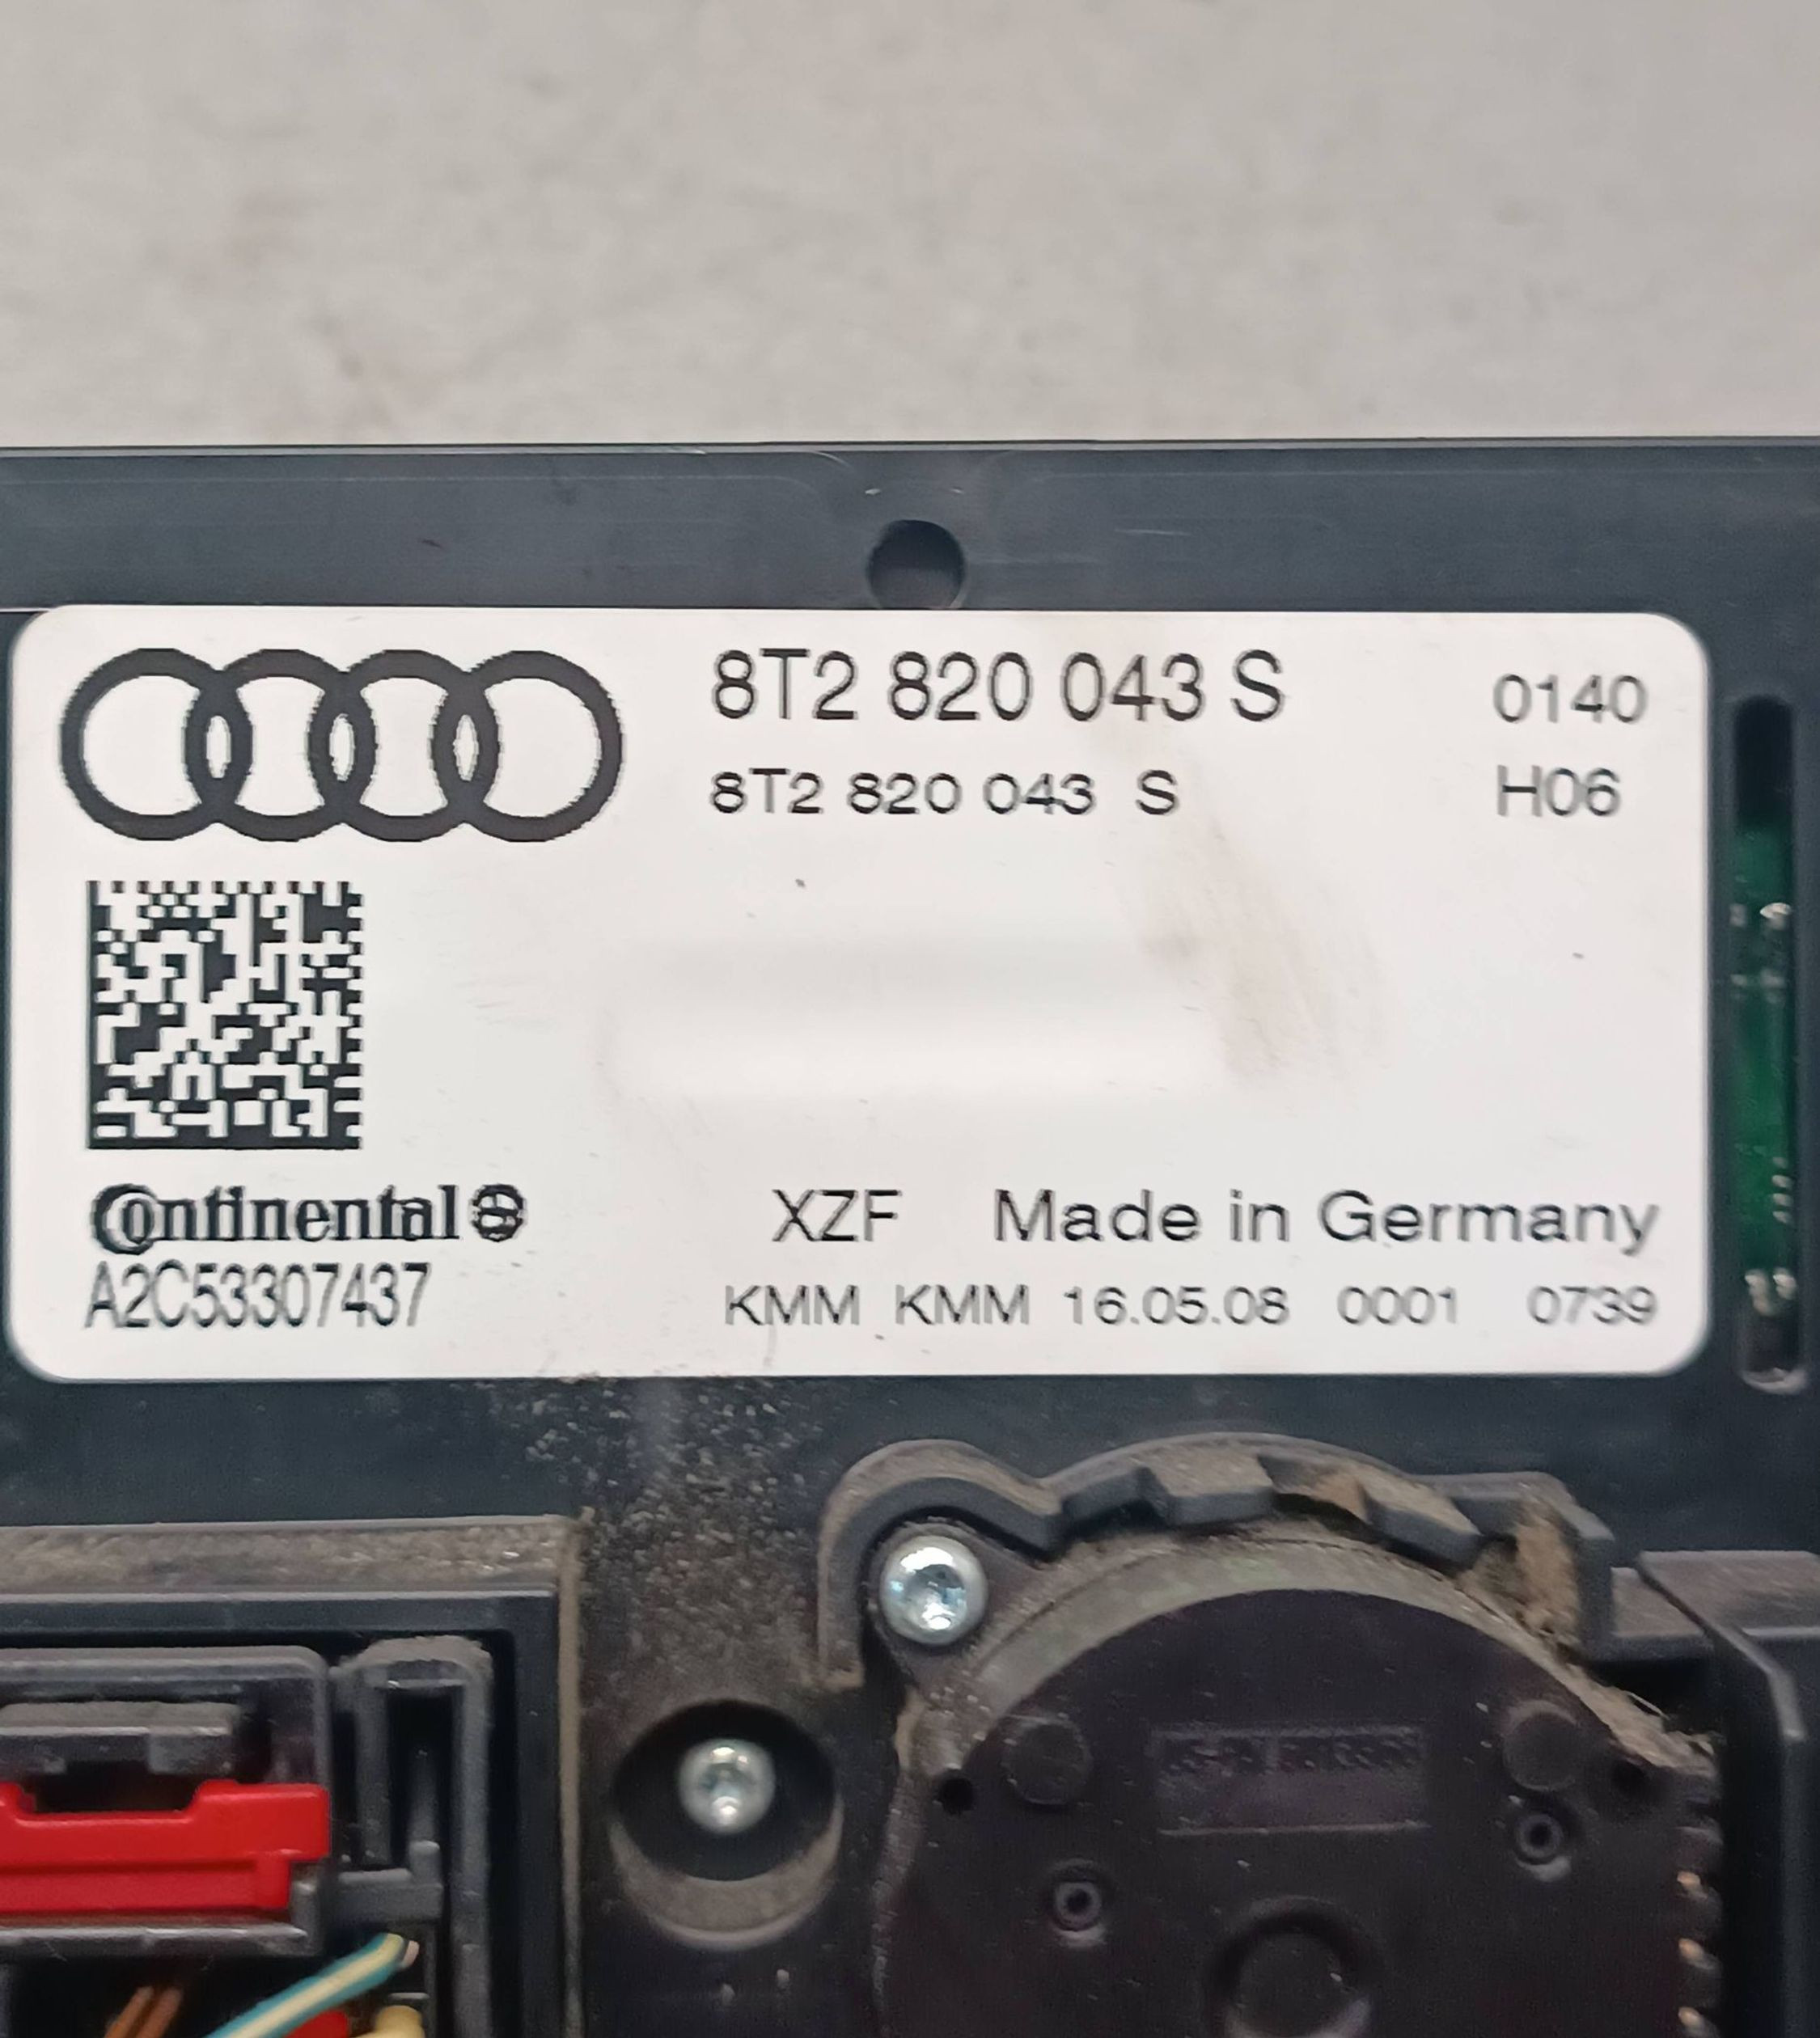 8T2 820 043 S 0140
8T2 820 043 S H06
Continental
A2C53307437
XZF Made in Germany
KMM KMM 16.05.08 0001 0739